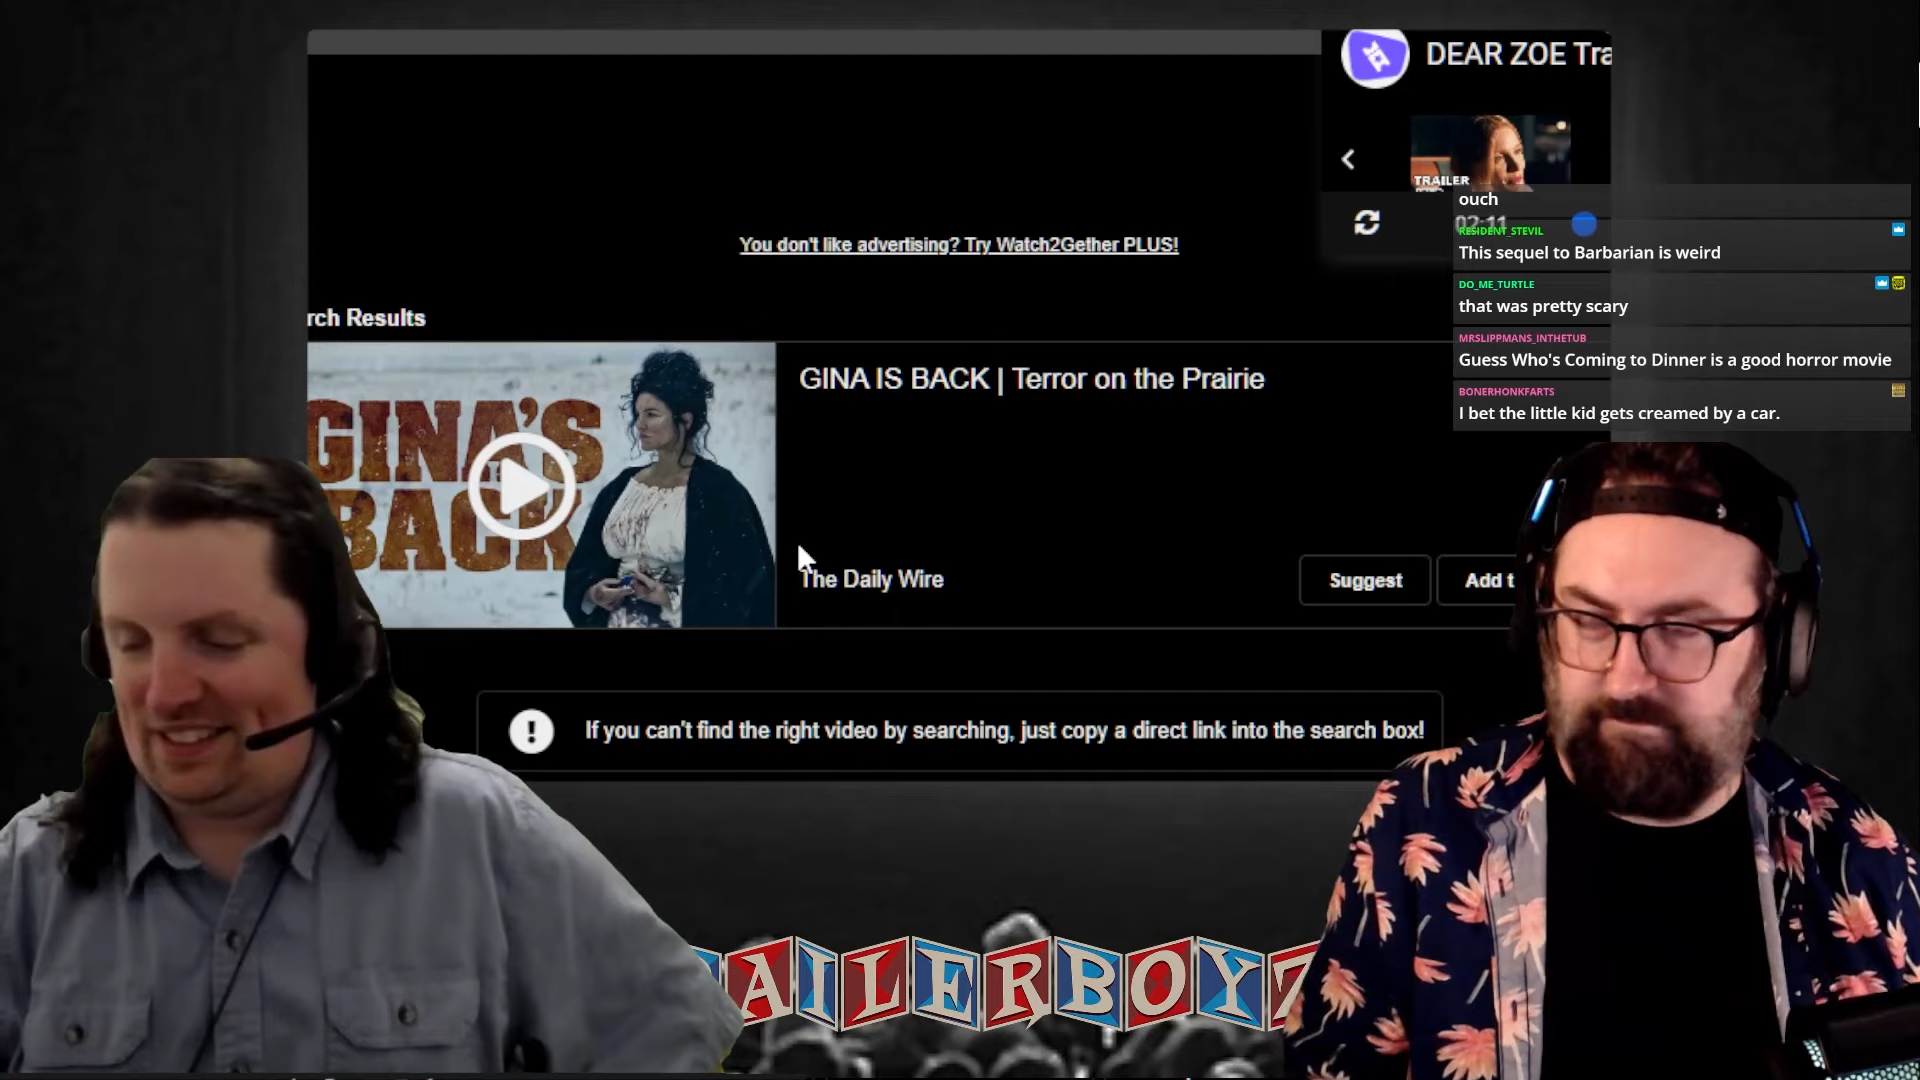 DEAR ZOE Tra
TRAILER
02:11
You don't like advertising? Try Watch2Gether PLUS!
rch Results
GINA'S
BACK
GINA IS BACK | Terror on the Prairie
The Daily Wire
Suggest
Add t
If you can't find the right video by searching, just copy a direct link into the search box!
ouch
RESIDENT_STEVIL
This sequel to Barbarian is weird
DO_ME_TURTLE
that was pretty scary
MRSLIPPMANS_INTHETUB
Guess Who's Coming to Dinner is a good horror movie
BONERHONKFARTS
I bet the little kid gets creamed by a car.
AILERBOYZ